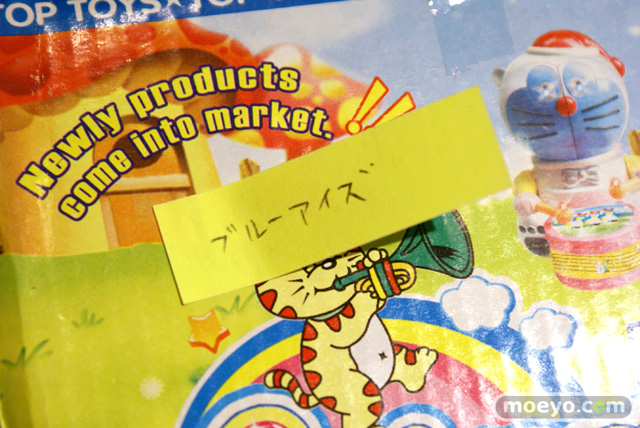 TOP TOYS
Newly products
come into market.!!
ブルーアイズ
moeyo.com